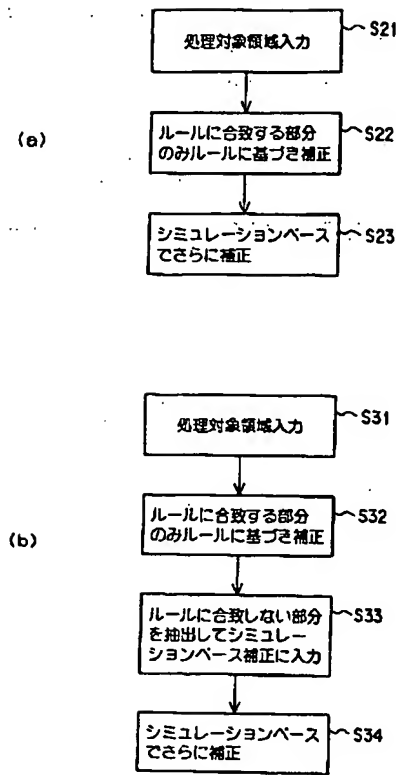 (a)
処理対象領域入力
S21
ルールに合致する部分
のみルールに基づき補正
S22
シミュレーションベース
でさらに補正
S23
(b)
処理対象領域入力
S31
ルールに合致する部分
のみルールに基づき補正
S32
ルールに合致しない部分
を抽出してシミュレー
ションベース補正に入力
S33
シミュレーションベース
でさらに補正
S34